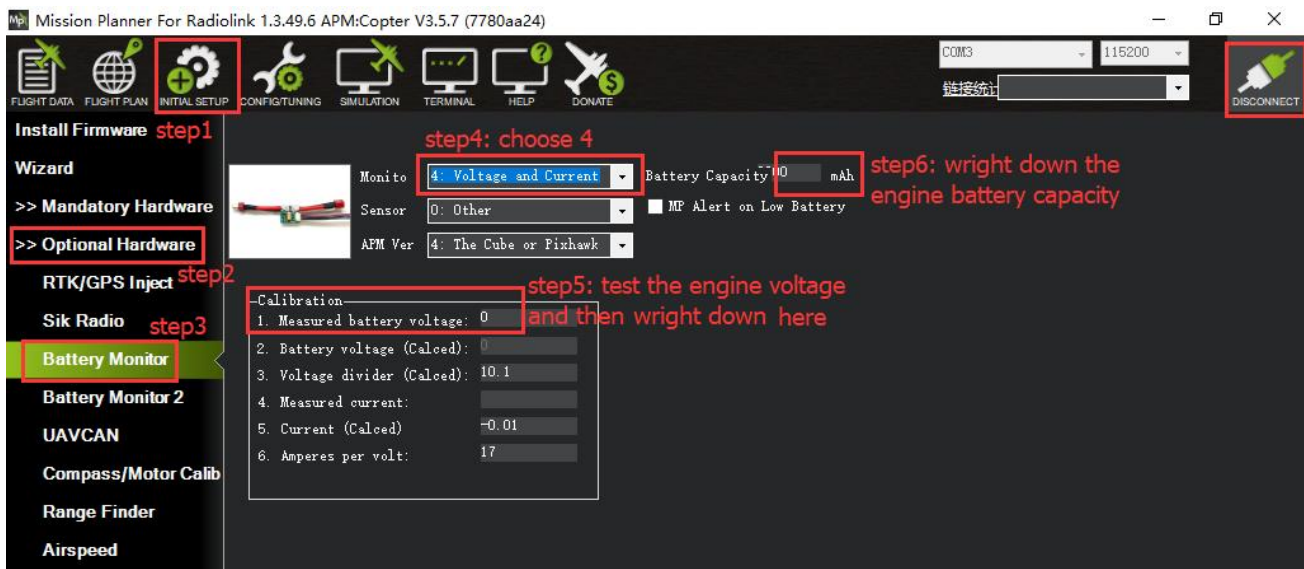 Mission Planner For Radiolink 1.3.49.6 APM:Copter V3.5.7 (7780aa24)
FLIGHT DATA FLIGHT PLAN INITIAL SETUP CONFIG/TUNING SIMULATION TERMINAL HELP DONATE
COM3 115200
链接统计
DISCONNECT
Install Firmware step1
Wizard
>> Mandatory Hardware
>> Optional Hardware
step2
RTK/GPS Inject
Sik Radio
step3
Battery Monitor
Battery Monitor 2
UAVCAN
Compass/Motor Calib
Range Finder
Airspeed
step4: choose 4
Monito 4: Voltage and Current Battery Capacity mAh
step6: wright down the
engine battery capacity
Sensor 0: Other MP Alert on Low Battery
APM Ver 4: The Cube or Pixhawk
step5: test the engine voltage
and then wright down here
Calibration
1. Measured battery voltage: 0
2. Battery voltage (Calced): 0
3. Voltage divider (Calced): 10.1
4. Measured current:
5. Current (Calced) -0.01
6. Amperes per volt: 17